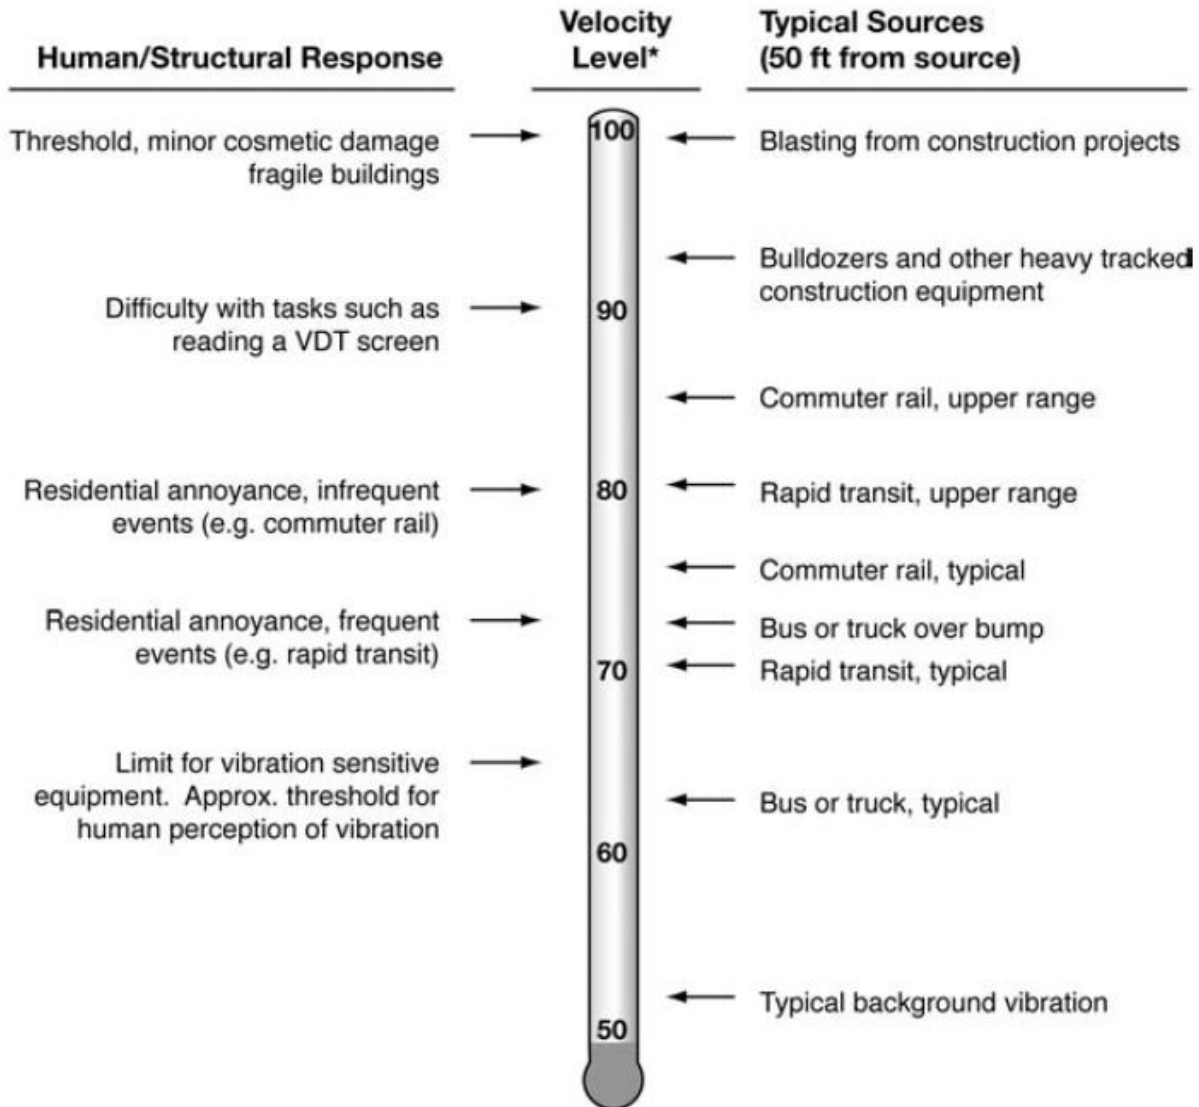 Human/Structural Response
Velocity
Level*
Typical Sources
(50 ft from source)
Threshold, minor cosmetic damage
fragile buildings
100
Blasting from construction projects
Bulldozers and other heavy tracked
construction equipment
Difficulty with tasks such as
reading a VDT screen
90
Commuter rail, upper range
Residential annoyance, infrequent
events (e.g. commuter rail)
80
Rapid transit, upper range
Commuter rail, typical
Residential annoyance, frequent
events (e.g. rapid transit)
Bus or truck over bump
70
Rapid transit, typical
Limit for vibration sensitive
equipment. Approx. threshold for
human perception of vibration
Bus or truck, typical
60
Typical background vibration
50